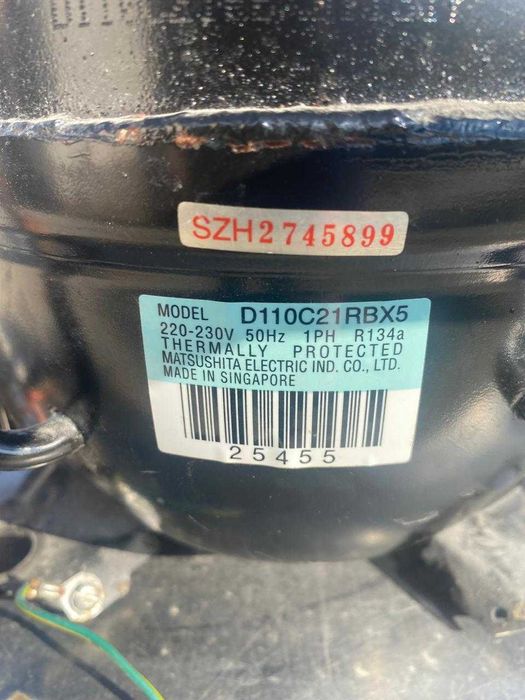 SZH2745899
MODEL D110C21RBX5
220-230V 50Hz 1PH R134a
THERMALLY PROTECTED
MATSUSHITA ELECTRIC IND. CO., LTD.
MADE IN SINGAPORE
25455